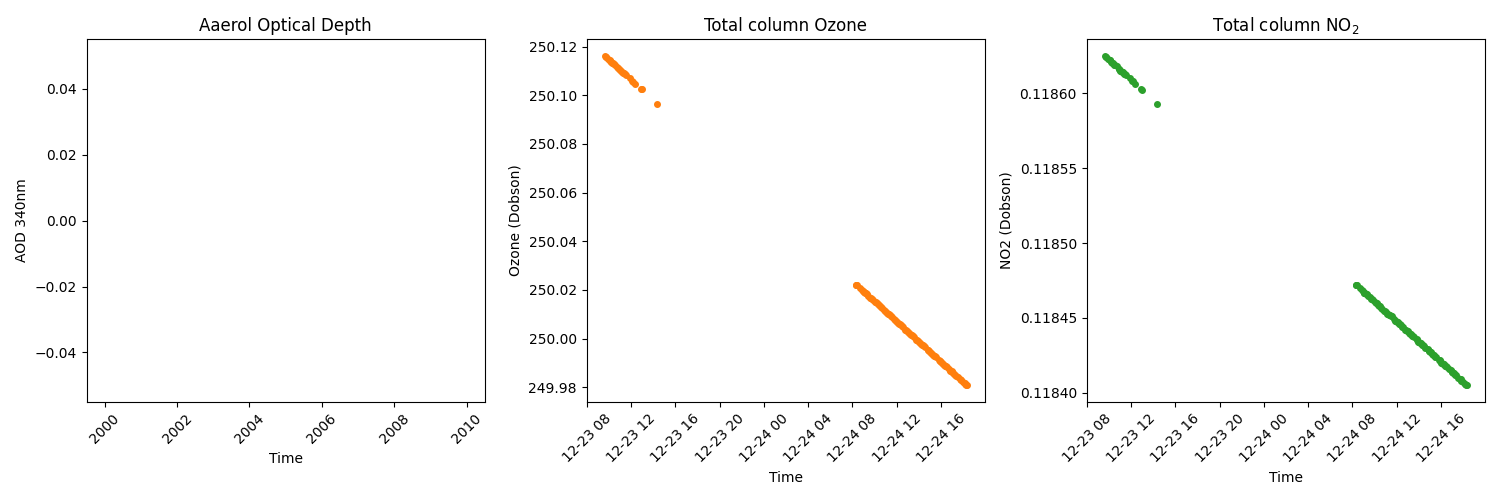 Aaerol Optical Depth
AOD 340nm
0.04
0.02
0.00
−0.02
−0.04
2000 2002 2004 2006 2008 2010
Time
Total column Ozone
Ozone (Dobson)
250.12
250.10
250.08
250.06
250.04
250.02
250.00
249.98
12-23 08 12-23 12 12-23 16 12-23 20 12-24 00 12-24 04 12-24 08 12-24 12 12-24 16
Time
Total column NO₂
NO2 (Dobson)
0.11860
0.11855
0.11850
0.11845
0.11840
12-23 08 12-23 12 12-23 16 12-23 20 12-24 00 12-24 04 12-24 08 12-24 12 12-24 16
Time